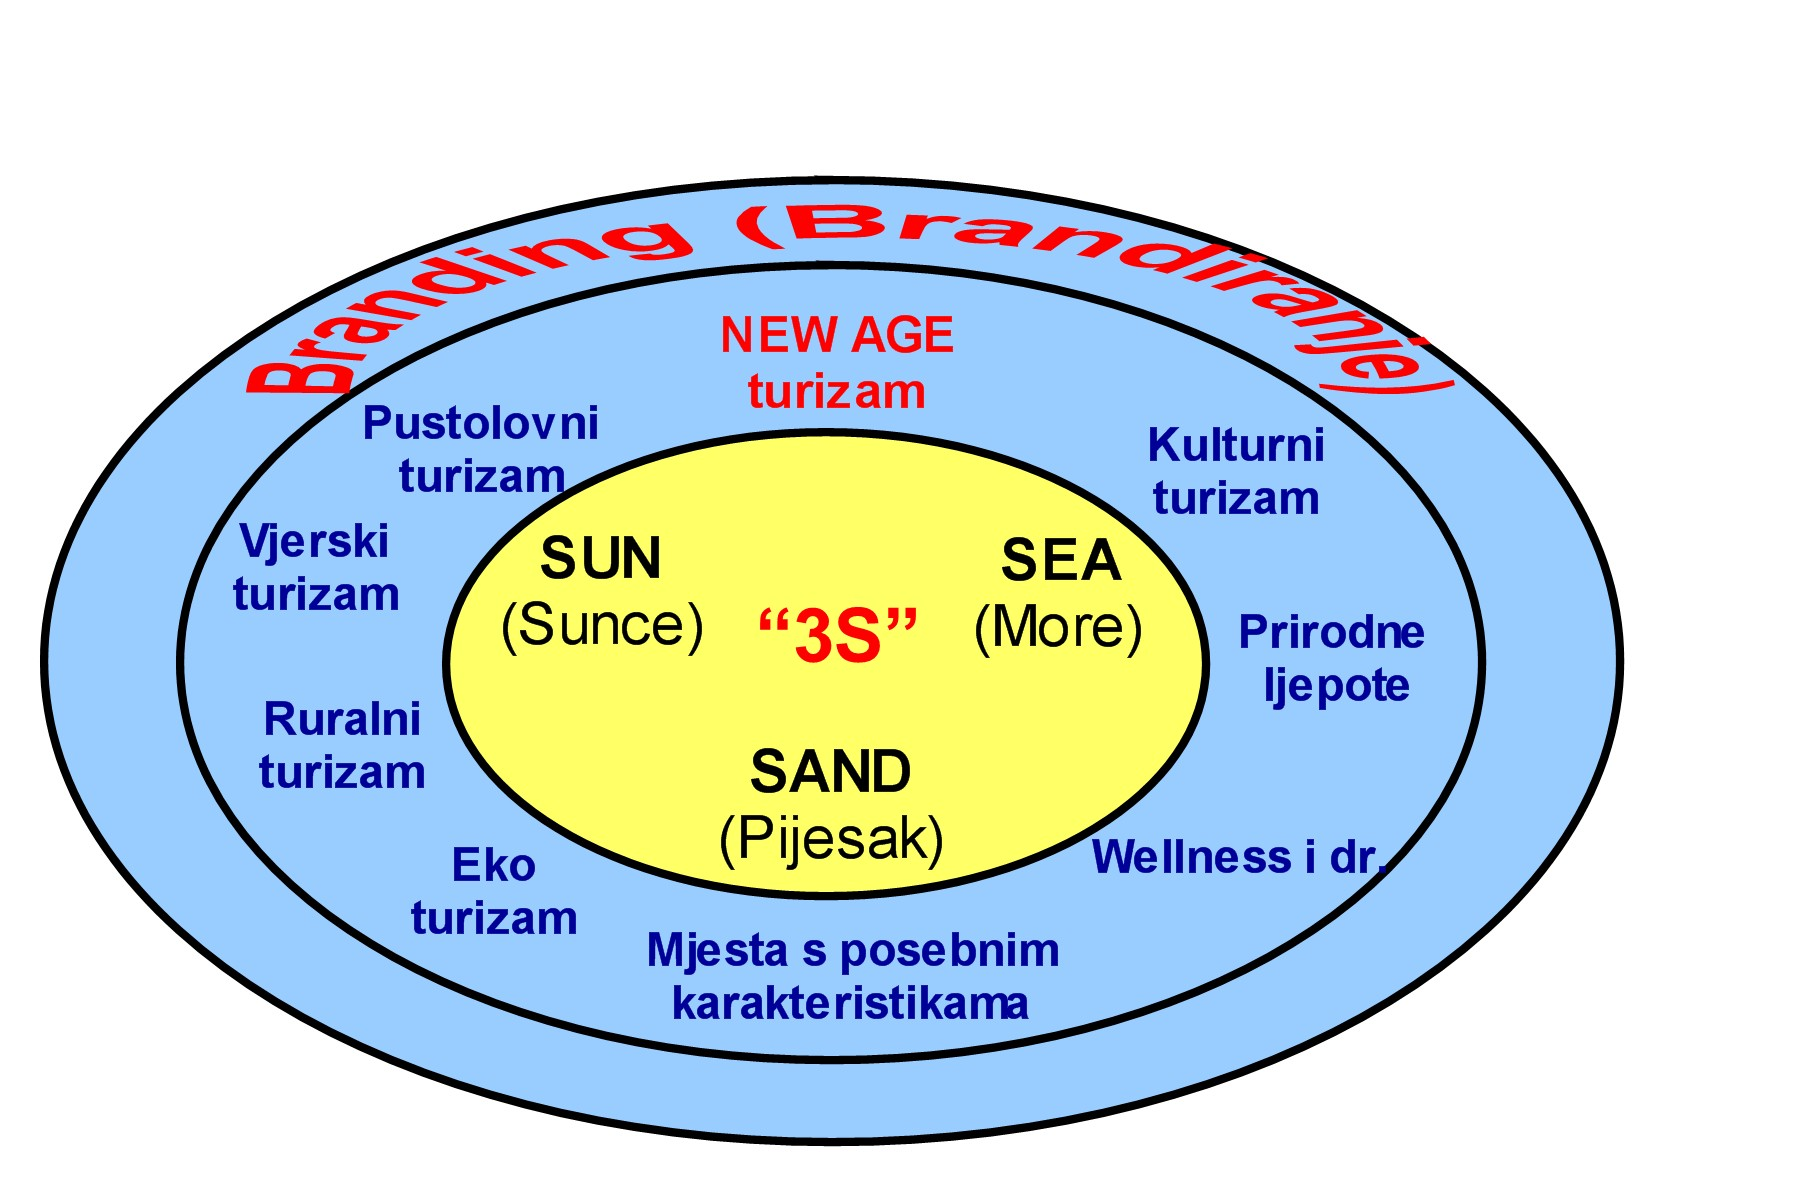 Branding (Brandiranje)
NEW AGE
turizam
Pustolovni
turizam
Kulturni
turizam
Vjerski
turizam
SUN
(Sunce)
“3S”
SEA
(More)
Prirodne
ljepote
Ruralni
turizam
SAND
(Pijesak)
Eko
turizam
Wellness i dr.
Mjesta s posebnim
karakteristikama